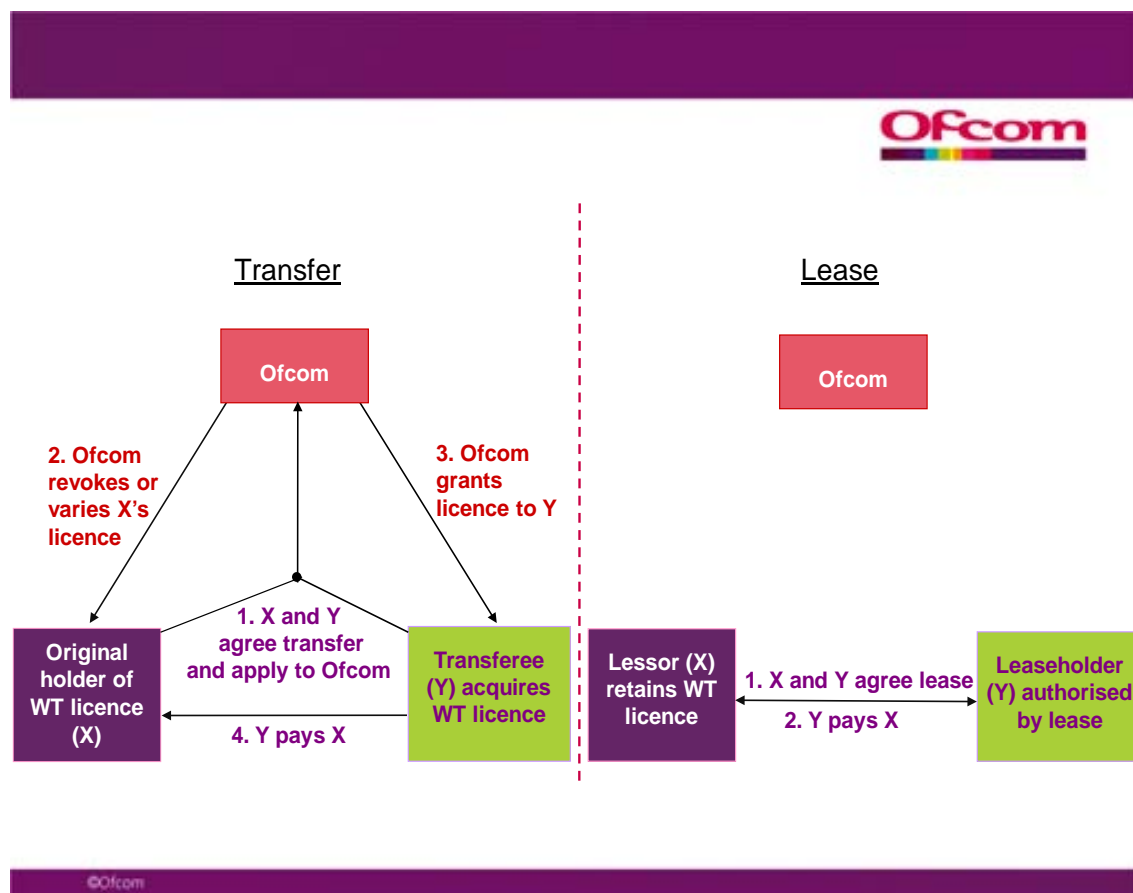 Ofcom
Transfer
Ofcom
2. Ofcom
revokes or
varies X’s
licence
3. Ofcom
grants
licence to Y
1. X and Y
agree transfer
and apply to Ofcom
Original
holder of
WT licence
(X)
Transferee
(Y) acquires
WT licence
4. Y pays X
Lease
Ofcom
Lessor (X)
retains WT
licence
1. X and Y agree lease
2. Y pays X
Leaseholder
(Y) authorised
by lease
©Ofcom